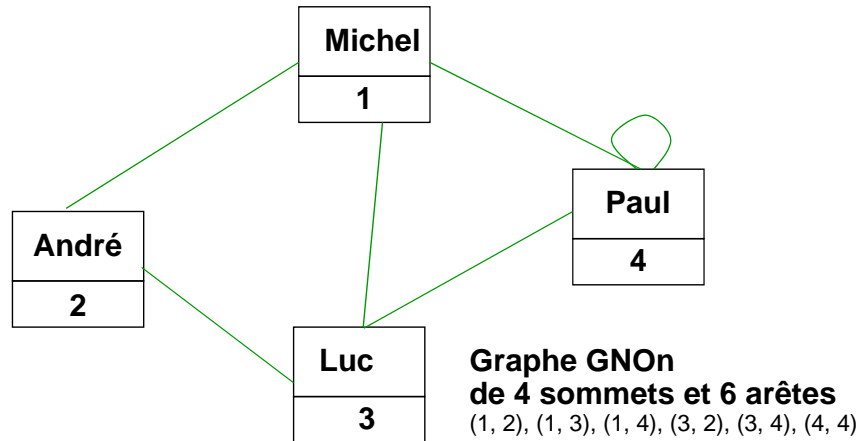 Michel
1
Paul
4
André
2
Luc
3
Graphe GNOn
de 4 sommets et 6 arêtes
(1, 2), (1, 3), (1, 4), (3, 2), (3, 4), (4, 4)